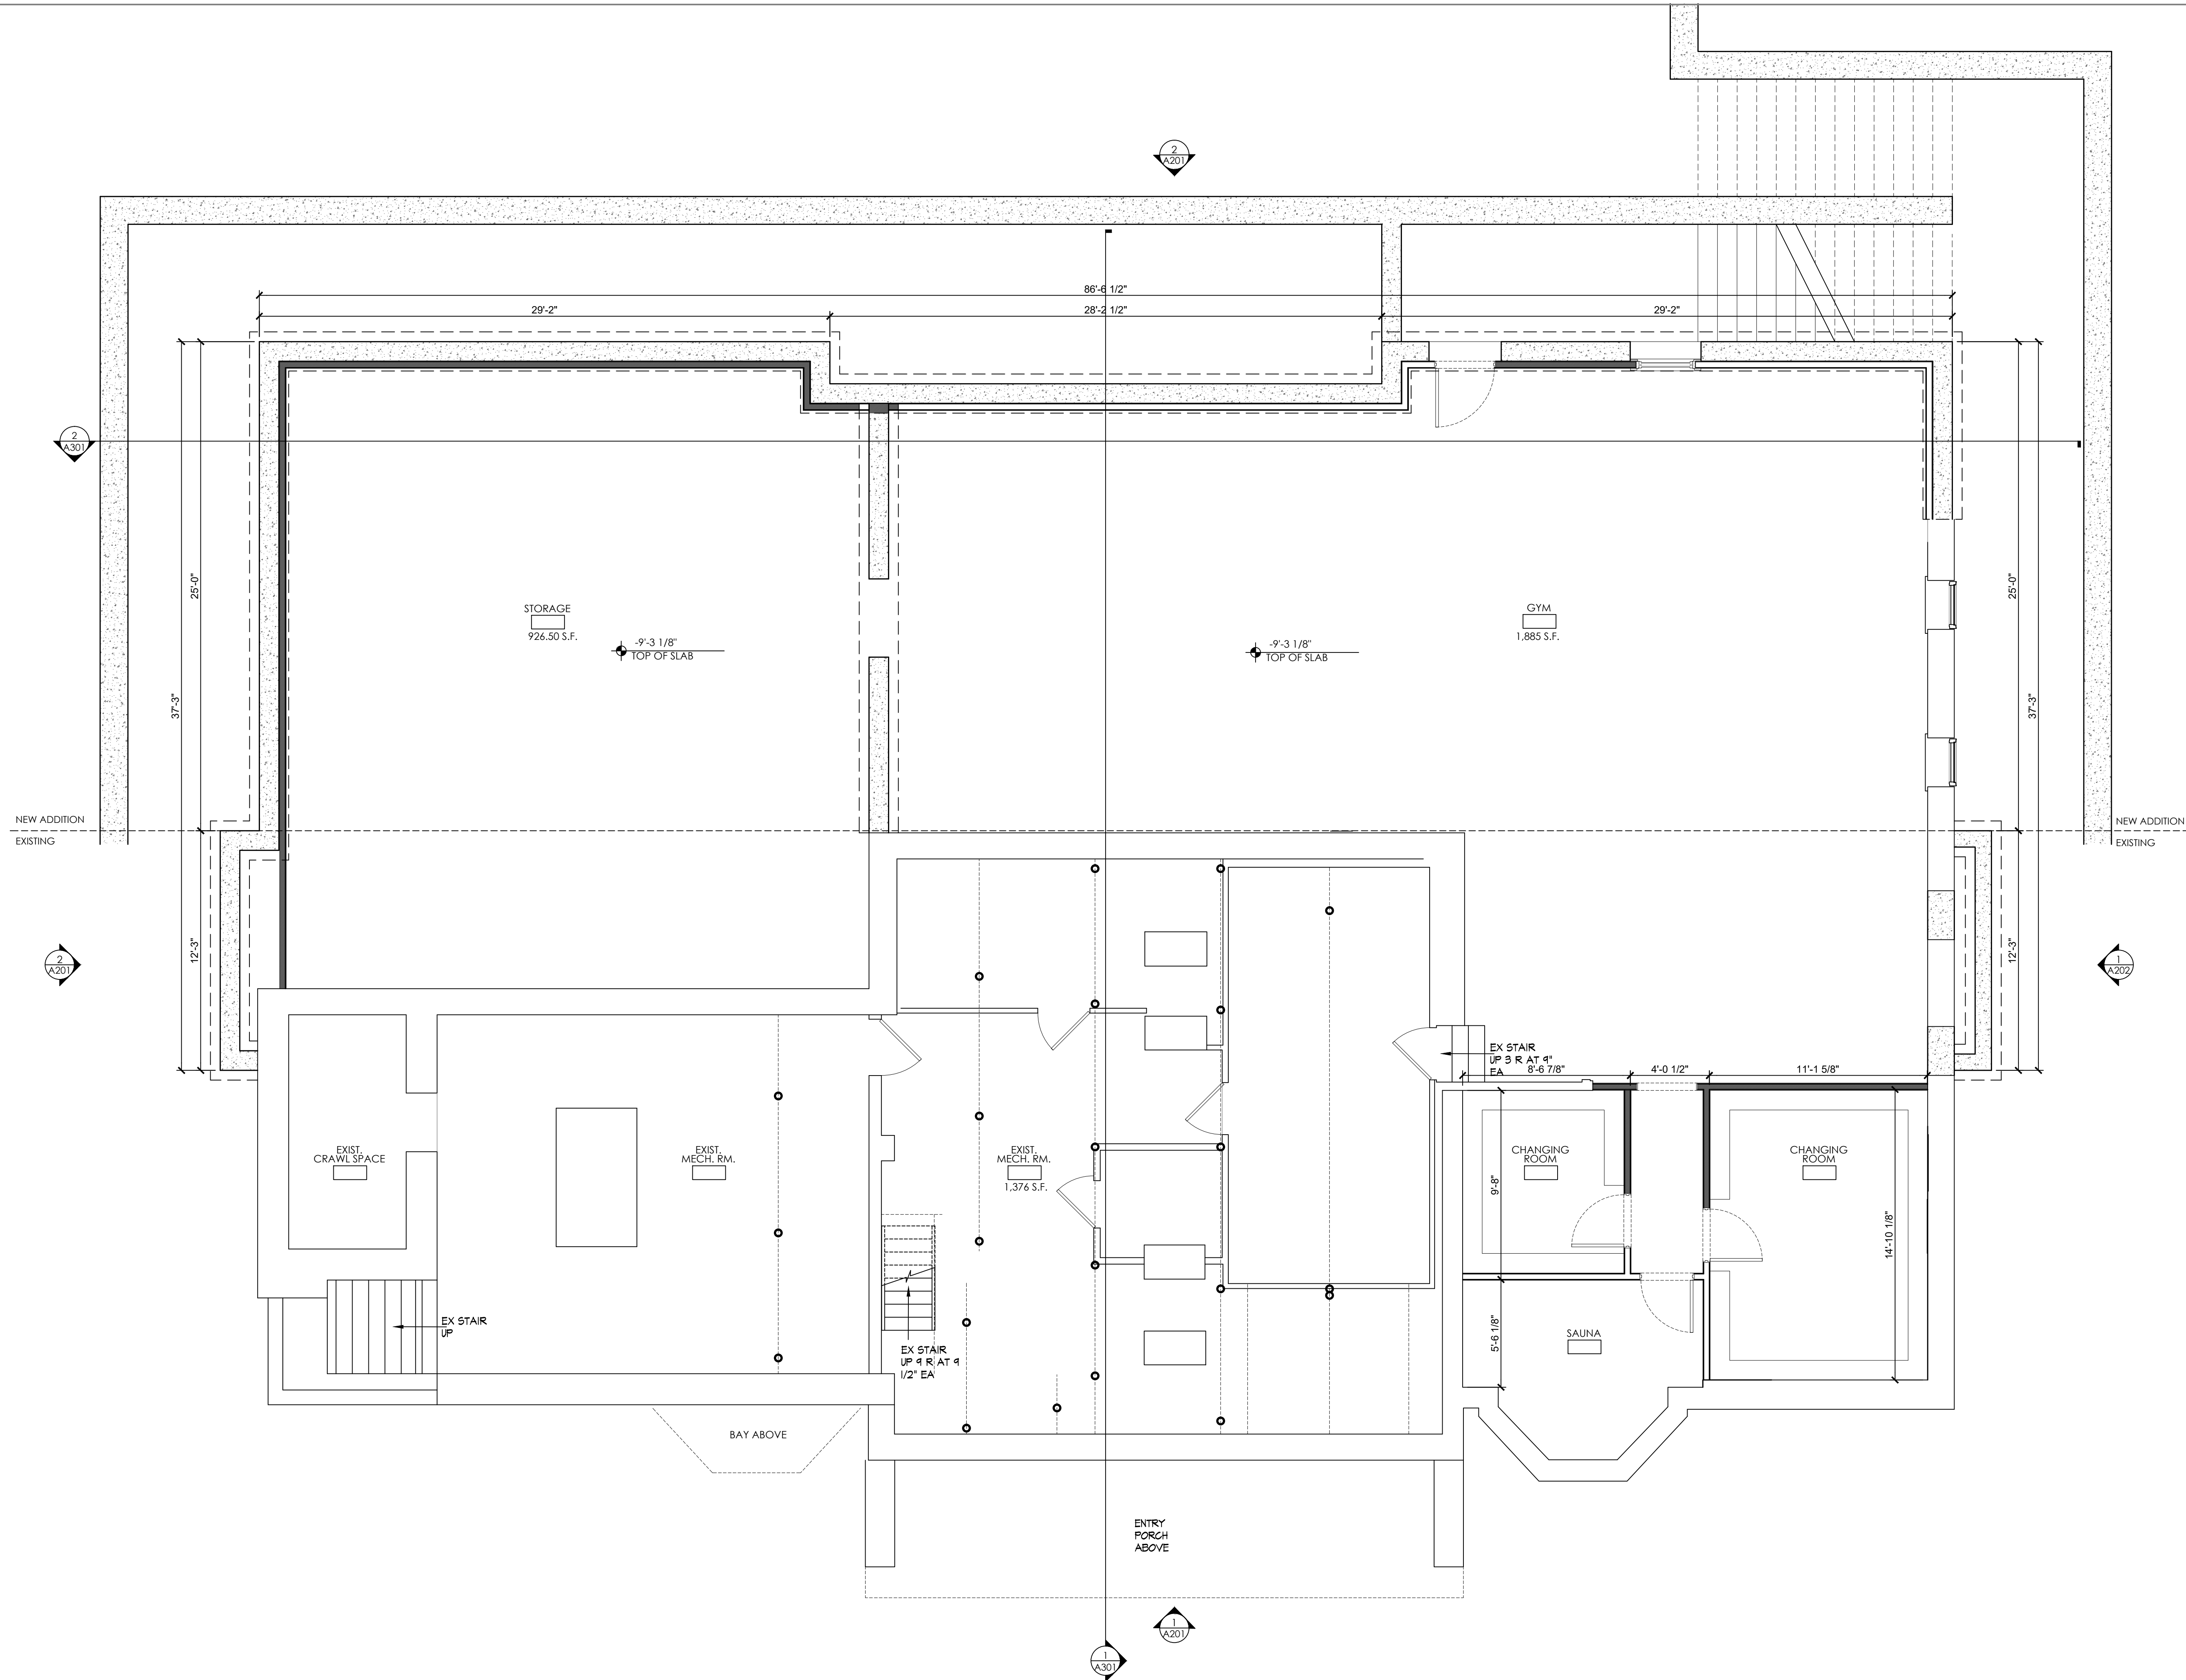 2
A201
86'-6 1/2"
29'-2"
28'-2 1/2"
29'-2"
2
A301
25'-0"
37'-3"
STORAGE
926.50 S.F.
-9'-3 1/8"
TOP OF SLAB
-9'-3 1/8"
TOP OF SLAB
GYM
1,885 S.F.
25'-0"
37'-3"
NEW ADDITION
EXISTING
NEW ADDITION
EXISTING
2
A201
12'-3"
12'-3"
1
A202
EX STAIR
UP 3 R AT 9"
EA
8'-6 7/8"
4'-0 1/2"
11'-1 5/8"
EXIST.
CRAWL SPACE
EXIST.
MECH. RM.
EXIST.
MECH. RM.
1,376 S.F.
CHANGING
ROOM
9'-8"
CHANGING
ROOM
14'-10 1/8"
EX STAIR
UP
EX STAIR
UP 9 R AT 9
1/2" EA
5'-6 1/8"
SAUNA
BAY ABOVE
ENTRY
PORCH
ABOVE
1
A201
1
A301